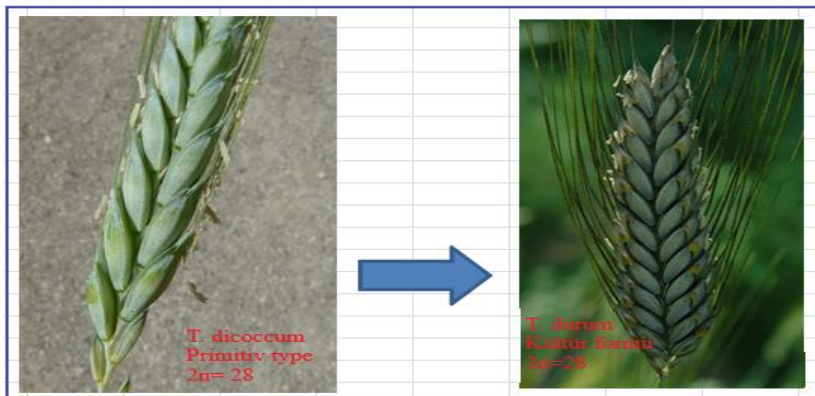 T. dicoccum
Primitiv type
2n= 28
T. durum
Kültür formu
2n=28